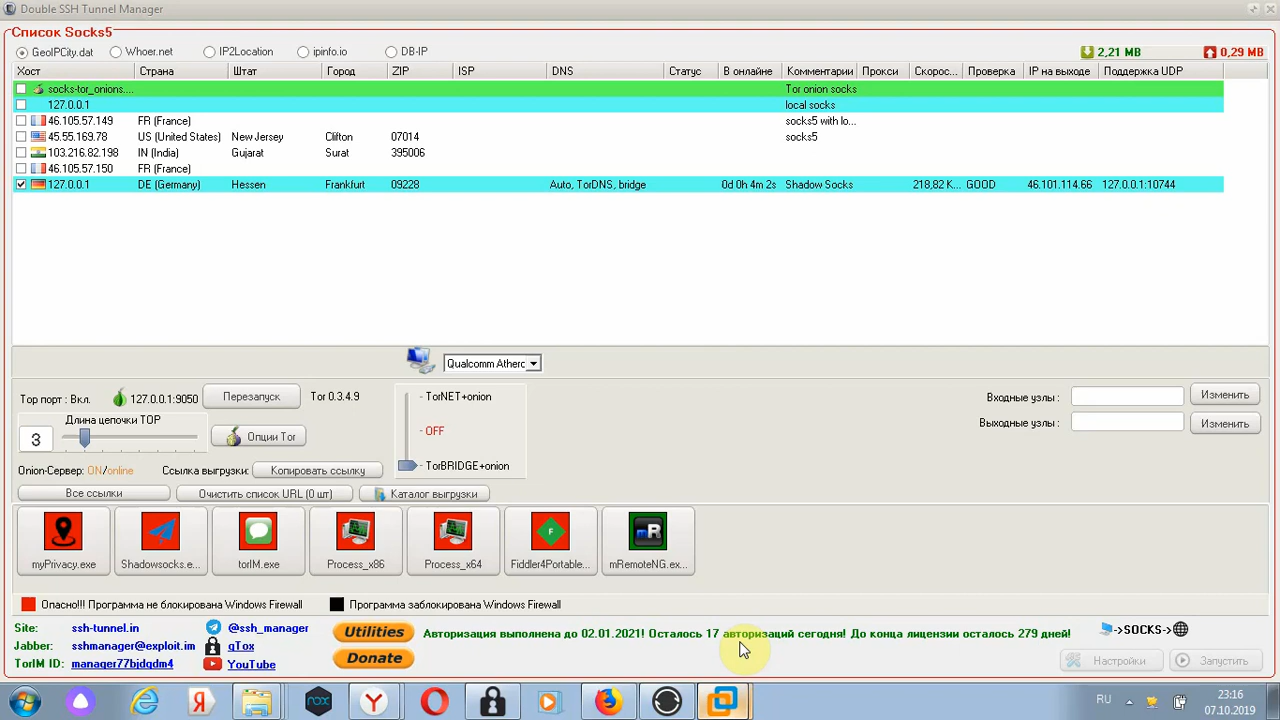 Double SSH Tunnel Manager
Список Socks5
GeoIPCity.dat Whoer.net IP2Location ipinfo.io DB-IP 2,21 MB 0,29 MB
Хост Страна Штат Город ZIP ISP DNS Статус В онлайне Комментарии Прокси Скорос... Проверка IP на выходе Поддержка UDP
socks-tor_onions.... Tor onion socks
127.0.0.1 local socks
46.105.57.149 FR (France) socks5 with lo...
45.55.169.78 US (United States) New Jersey Clifton 07014 socks5
103.216.82.198 IN (India) Gujarat Surat 395006
46.105.57.150 FR (France)
127.0.0.1 DE (Germany) Hessen Frankfurt 09228 Auto, TorDNS, bridge 0d 0h 4m 2s Shadow Socks 218,82 K... GOOD 46.101.114.66 127.0.0.1:10744
Qualcomm Atherc
Тор порт : Вкл. 127.0.0.1:9050 Перезапуск Tor 0.3.4.9 - TorNET+onion Входные узлы : Изменить
Длина цепочки ТОР
3 Опции Tor - OFF Выходные узлы : Изменить
Onion-Сервер: ON/online Ссылка выгрузки: Копировать ссылку - TorBRIDGE+onion
Все ссылки Очистить список URL (0 шт) Каталог выгрузки
myPrivacy.exe Shadowsocks.e... torIM.exe Process_x86 Process_x64 Fiddler4Portable... mRemoteNG.ex...
Опасно!!! Программа не блокирована Windows Firewall Программа заблокирована Windows Firewall
Site: ssh-tunnel.in @ssh_manager Utilities Авторизация выполнена до 02.01.2021! Осталось 17 авторизаций сегодня! До конца лицензии осталось 279 дней! ->SOCKS->
Jabber: sshmanager@exploit.im qTox
TorIM ID: manager77bjdqdm4 YouTube Donate Настройки Запустить
RU 23:16
07.10.2019